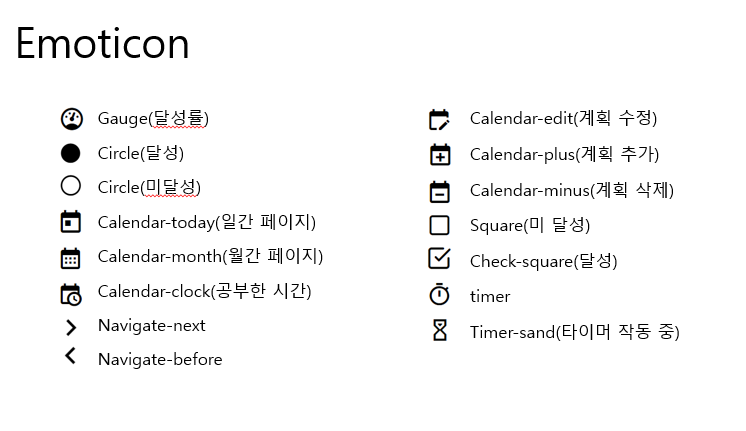 Emoticon
Gauge(달성률)
Circle(달성)
Circle(미달성)
Calendar-today(일간 페이지)
Calendar-month(월간 페이지)
Calendar-clock(공부한 시간)
Navigate-next
Navigate-before
Calendar-edit(계획 수정)
Calendar-plus(계획 추가)
Calendar-minus(계획 삭제)
Square(미 달성)
Check-square(달성)
timer
Timer-sand(타이머 작동 중)